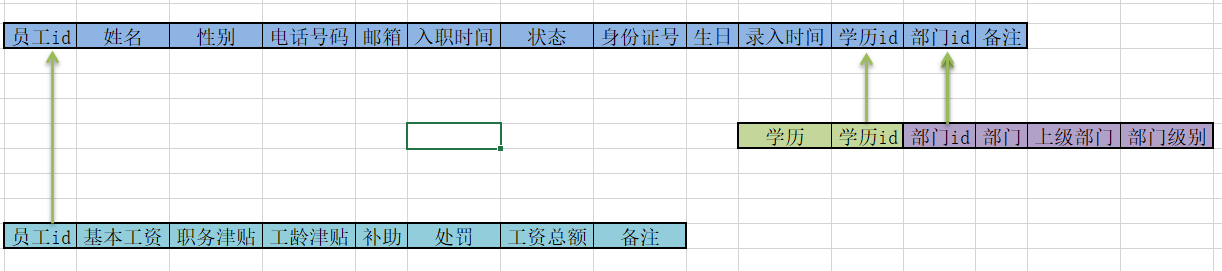 员工id 姓名 性别 电话号码 邮箱 入职时间 状态 身份证号 生日 录入时间 学历id 部门id 备注
学历 学历id 部门id 部门 上级部门 部门级别
员工id 基本工资 职务津贴 工龄津贴 补助 处罚 工资总额 备注